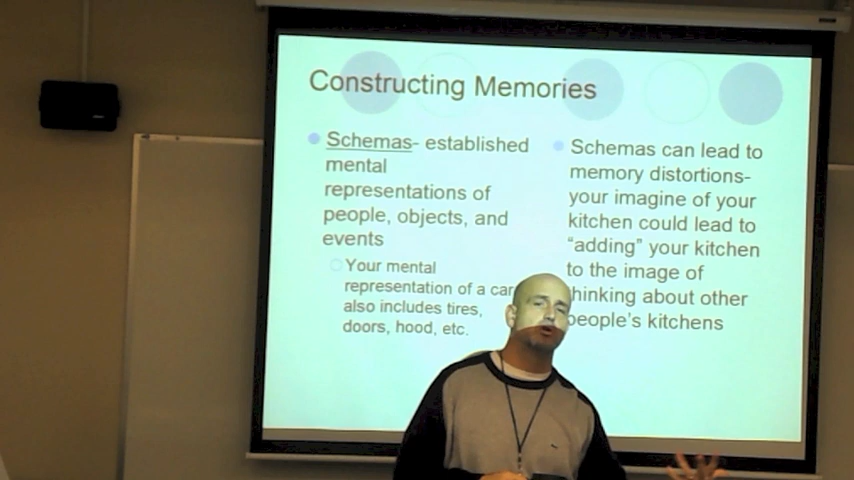 Constructing Memories
Schemas- established
mental
representations of
people, objects, and
events
Your mental
representation of a car
also includes tires,
doors, hood, etc.
Schemas can lead to
memory distortions-
your imagine of your
kitchen could lead to
“adding” your kitchen
to the image of
thinking about other
people's kitchens